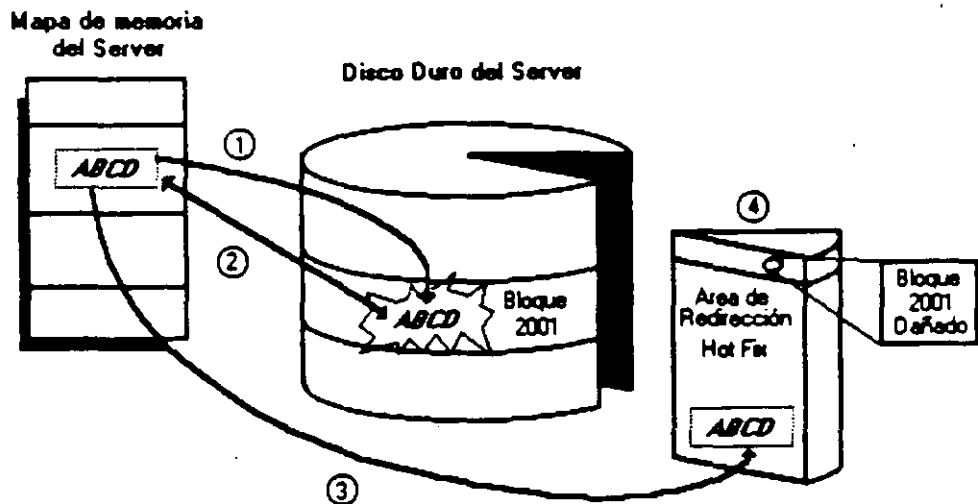 Mapa de memoria
del Server
Disco Duro del Server
ABCD
1
2
ABCD
Bloque
2001
4
Area de
Redirección
Hot Fix
ABCD
Bloque
2001
Dañado
3